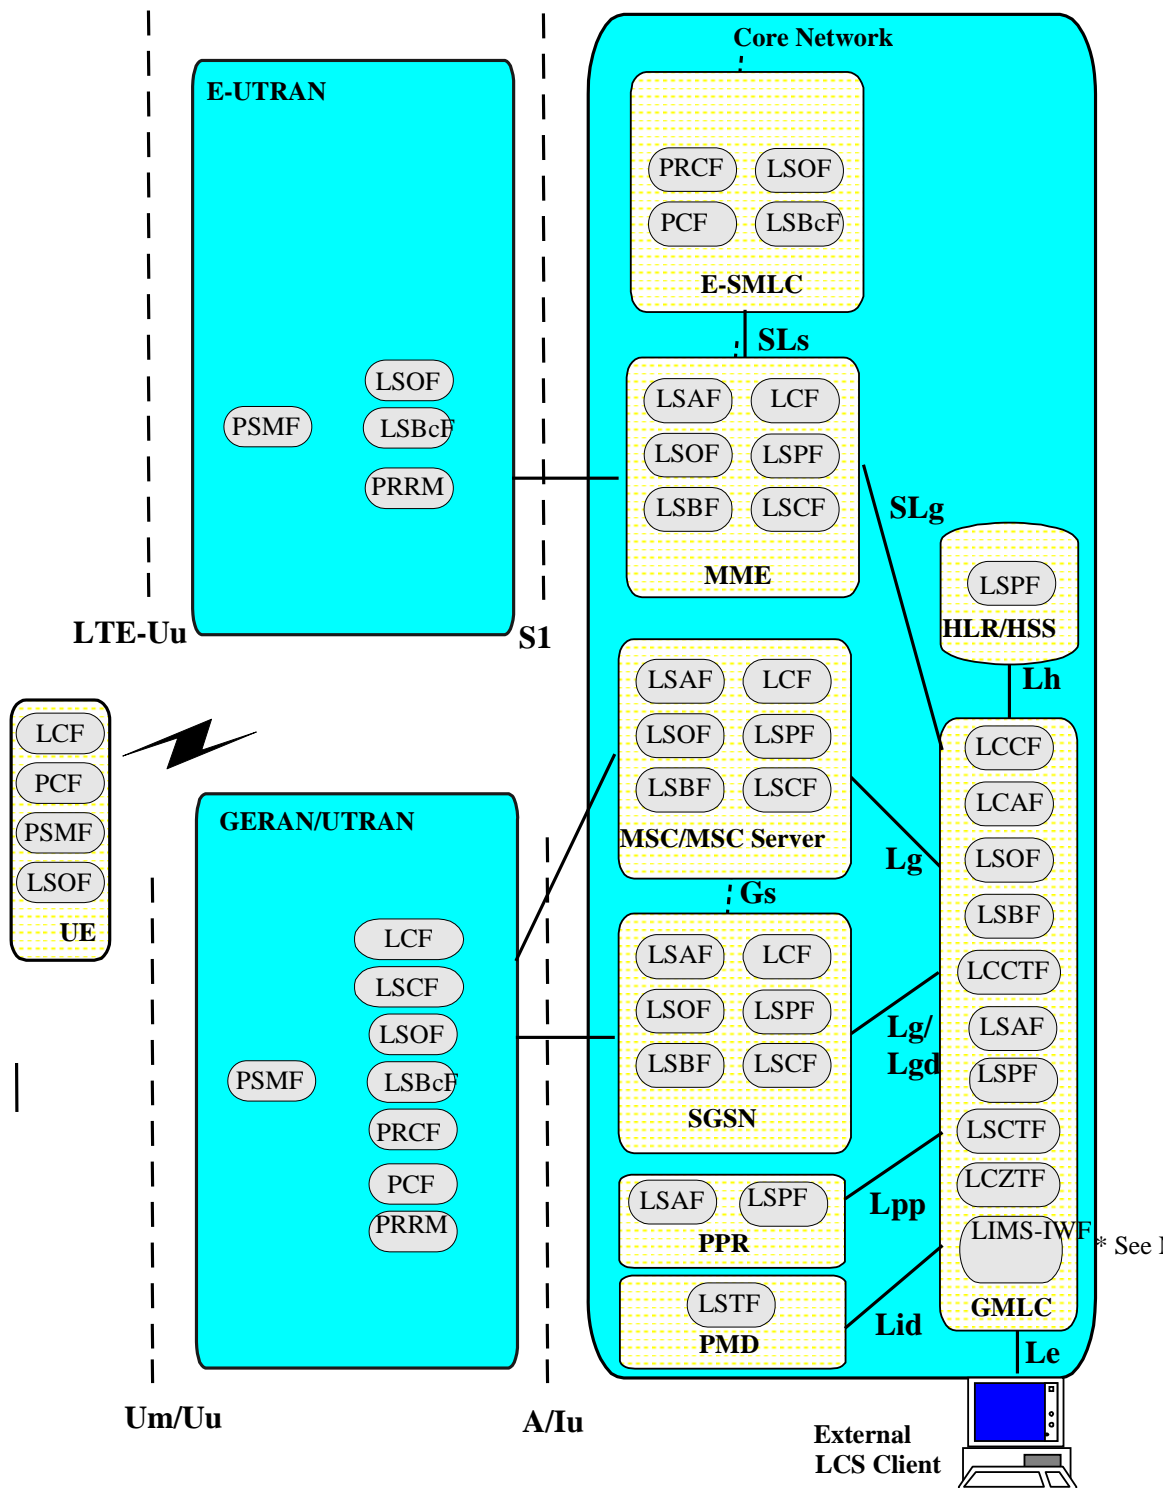 Core Network
E-UTRAN
PRCF
LSOF
PCF
LSBcF
E-SMLC
SLs
LSOF
PSMF
LSBcF
PRRM
LSAF
LCF
LSOF
LSPF
LSBF
LSCF
MME
SLg
LSPF
HLR/HSS
Lh
LTE-Uu
S1
LCF
PCF
PSMF
LSOF
UE
LSAF
LCF
LSOF
LSPF
LSBF
LSCF
MSC/MSC Server
Lg
Gs
GERAN/UTRAN
LCF
LSCF
LSOF
PSMF
LSBcF
PRCF
PCF
PRRM
LSAF
LCF
LSOF
LSPF
LSBF
LSCF
SGSN
Lg/
Lgd
LSAF
LSPF
PPR
Lpp
LSTF
PMD
Lid
LCCF
LCAF
LSOF
LSBF
LCCTF
LSAF
LSPF
LSCTF
LCZTF
LIMS-IWF
* See
GMLC
Le
Um/Uu
A/Iu
External
LCS Client